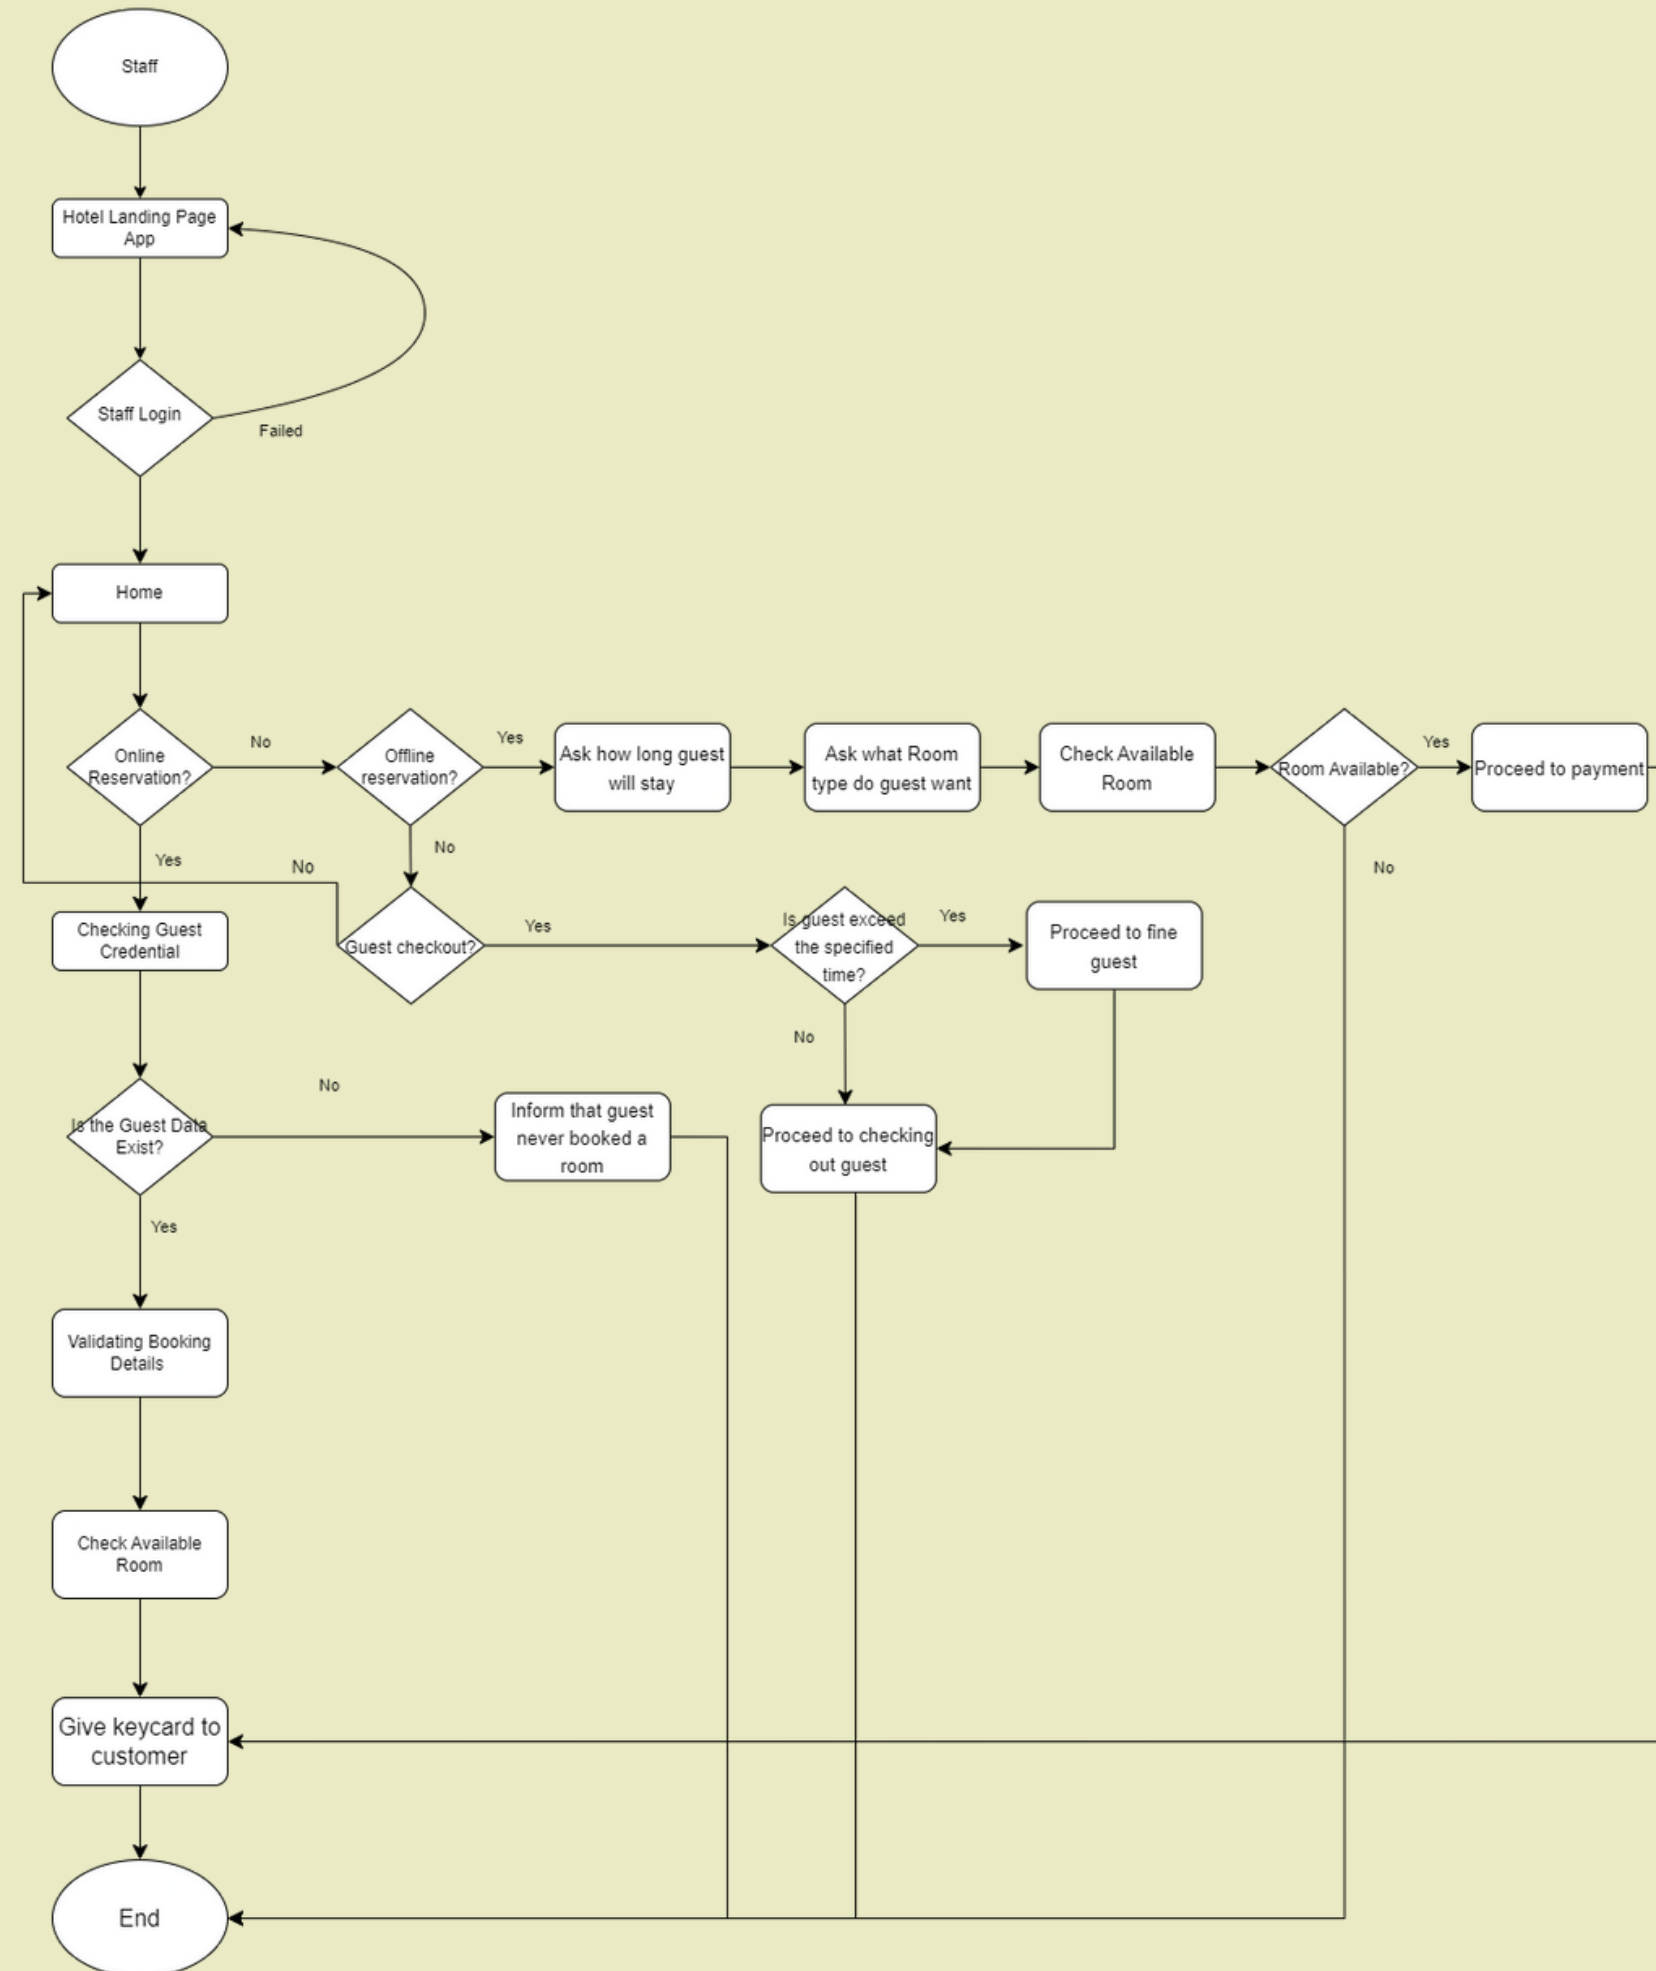 Staff
Hotel Landing Page
App
Staff Login
Failed
Home
Online
Reservation?
No
Offline
reservation?
Yes
Ask how long guest
will stay
Ask what Room
type do guest want
Check Available
Room
Room Available?
Yes
Proceed to payment
Yes
No
No
No
Checking Guest
Credential
Guest checkout?
Yes
Is guest exceed
the specified
time?
Yes
Proceed to fine
guest
No
Is the Guest Data
Exist?
No
Inform that guest
never booked a
room
Proceed to checking
out guest
Yes
Validating Booking
Details
Check Available
Room
Give keycard to
customer
End